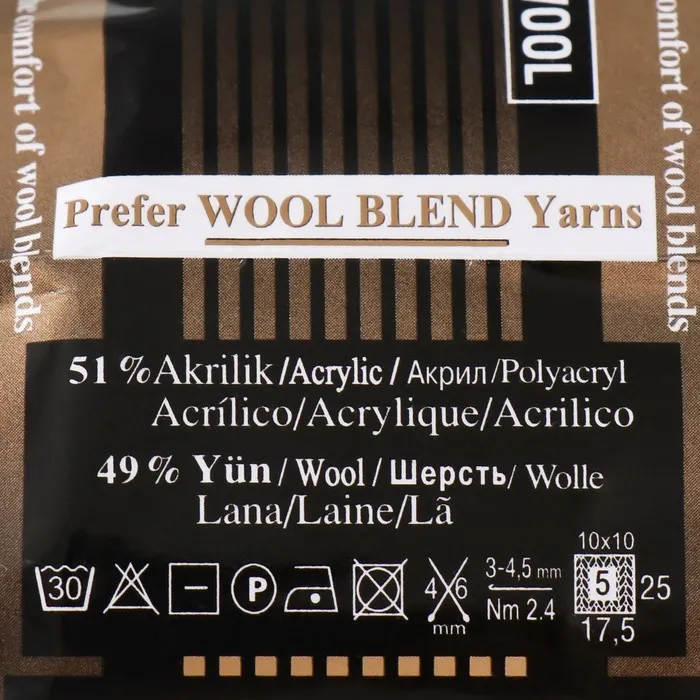 WOOL
comfort of wool blends
comfort of wool blends
Prefer WOOL BLEND Yarns
51 % Akrilik / Acrylic / Акрил / Polyacryl
Acrílico/Acrylique/Acrilico
49 % Yün / Wool / Шерсть / Wolle
Lana/Laine/Lã
30
P
4 6
mm
3-4,5 mm
Nm 2.4
10x10
5
25
17,5